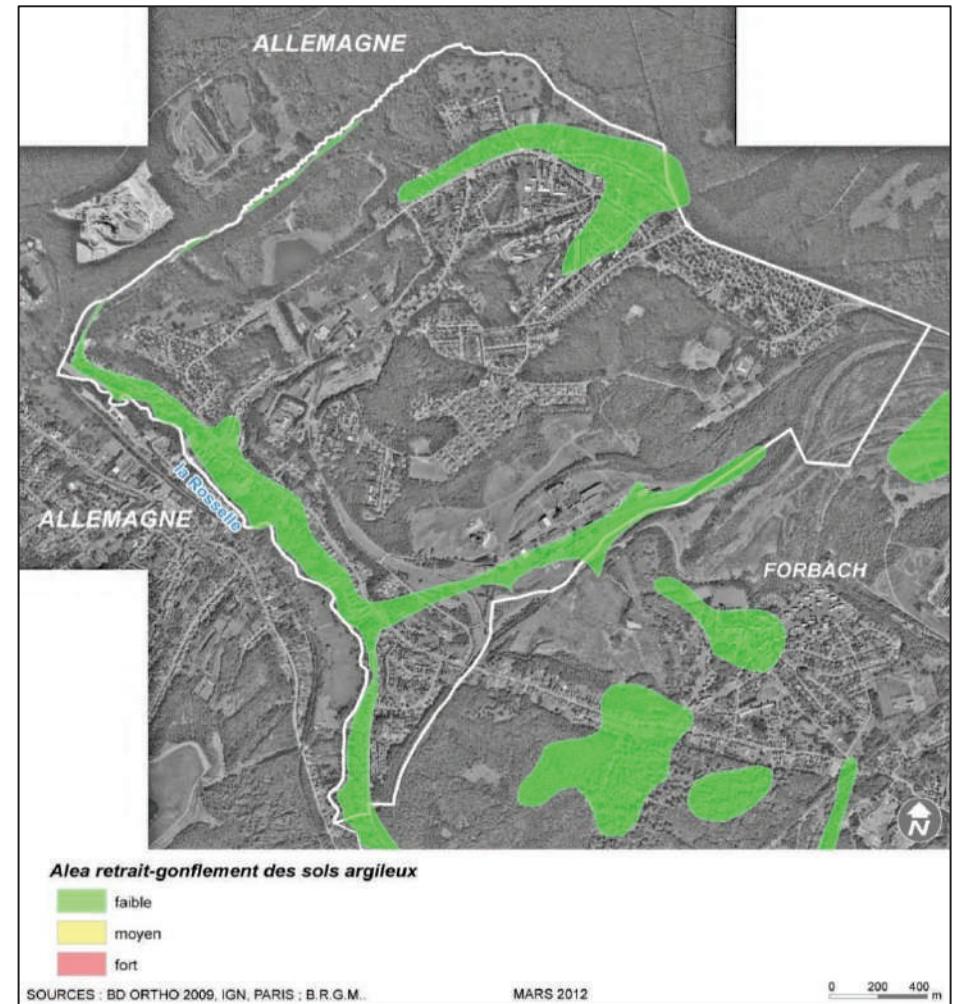 ALLEMAGNE
la Rosselle
ALLEMAGNE
FORBACH
N
Alea retrait-gonflement des sols argileux
faible
moyen
fort
SOURCES : BD ORTHO 2009, IGN, PARIS ; B.R.G.M..
MARS 2012
0 200 400 m